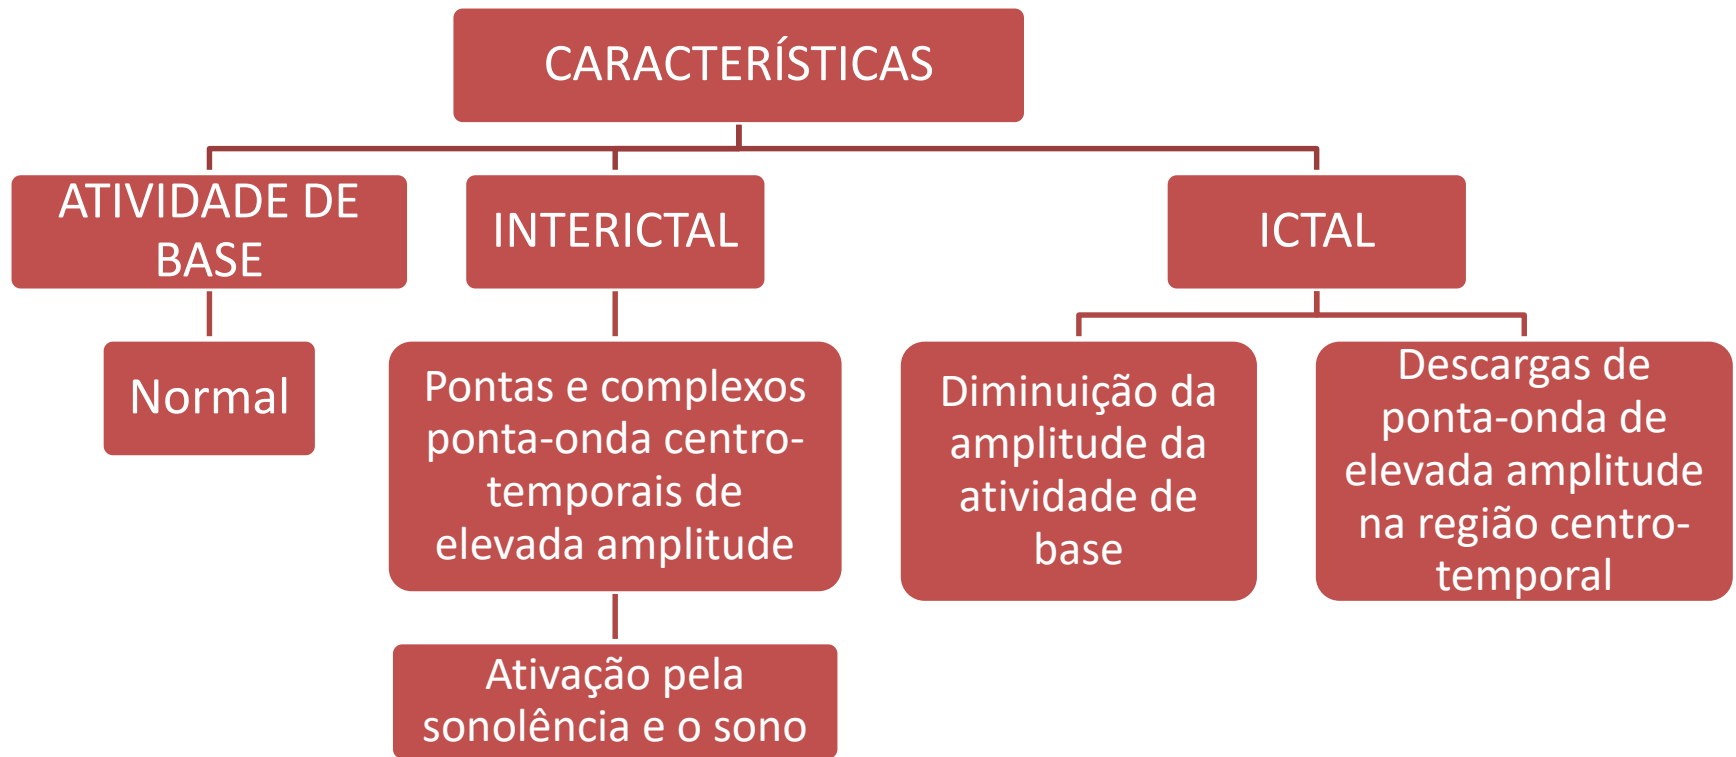 CARACTERÍSTICAS
ATIVIDADE DE
BASE
INTERICTAL
ICTAL
Normal
Pontas e complexos
ponta-onda centro-
temporais de
elevada amplitude
Diminuição da
amplitude da
atividade de
base
Descargas de
ponta-onda de
elevada amplitude
na região centro-
temporal
Ativação pela
sonolência e o sono